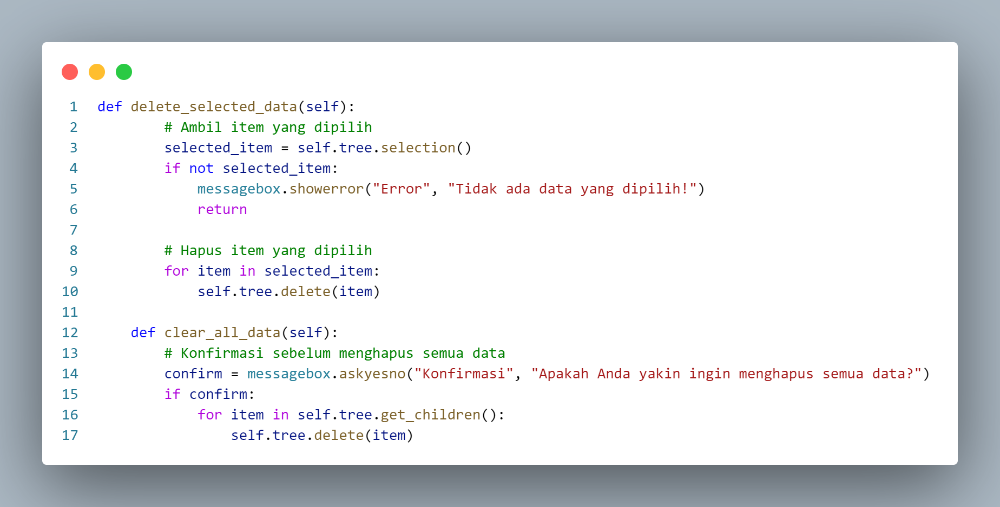 1 def delete_selected_data(self):
2         # Ambil item yang dipilih
3         selected_item = self.tree.selection()
4         if not selected_item:
5             messagebox.showerror("Error", "Tidak ada data yang dipilih!")
6             return
7
8         # Hapus item yang dipilih
9         for item in selected_item:
10             self.tree.delete(item)
11
12     def clear_all_data(self):
13         # Konfirmasi sebelum menghapus semua data
14         confirm = messagebox.askyesno("Konfirmasi", "Apakah Anda yakin ingin menghapus semua data?")
15         if confirm:
16             for item in self.tree.get_children():
17                 self.tree.delete(item)